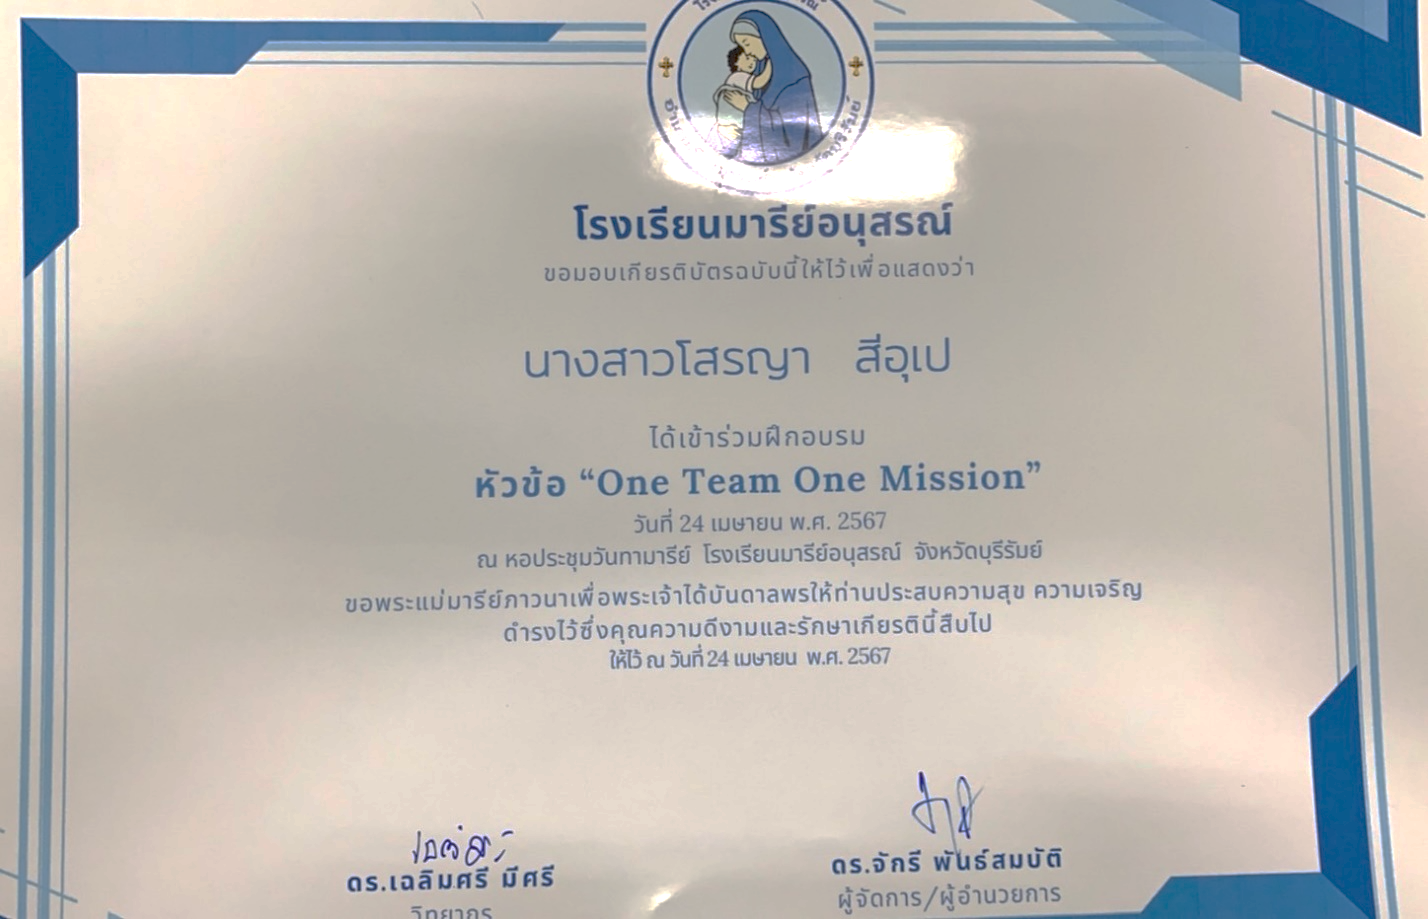 โรงเรียนมารีย์อนุสรณ์
ขอมอบเกียรติบัตรฉบับนี้ให้ไว้เพื่อแสดงว่า
นางสาวโสรญา สีอุเป
ได้เข้าร่วมฝึกอบรม
หัวข้อ “One Team One Mission”
วันที่ 24 เมษายน พ.ศ. 2567
ณ หอประชุมวันทามารีย์ โรงเรียนมารีย์อนุสรณ์ จังหวัดบุรีรัมย์
ขอพระแม่มารีย์ภาวนาเพื่อพระเจ้าได้บันดาลพรให้ท่านประสบความสุข ความเจริญ
ดำรงไว้ซึ่งคุณความดีงามและรักษาเกียรตินี้สืบไป
ให้ไว้ ณ วันที่ 24 เมษายน พ.ศ. 2567
ดร.เฉลิมศรี มีศรี
วิทยากร
ดร.จักรี พันธ์สมบัติ
ผู้จัดการ/ผู้อำนวยการ